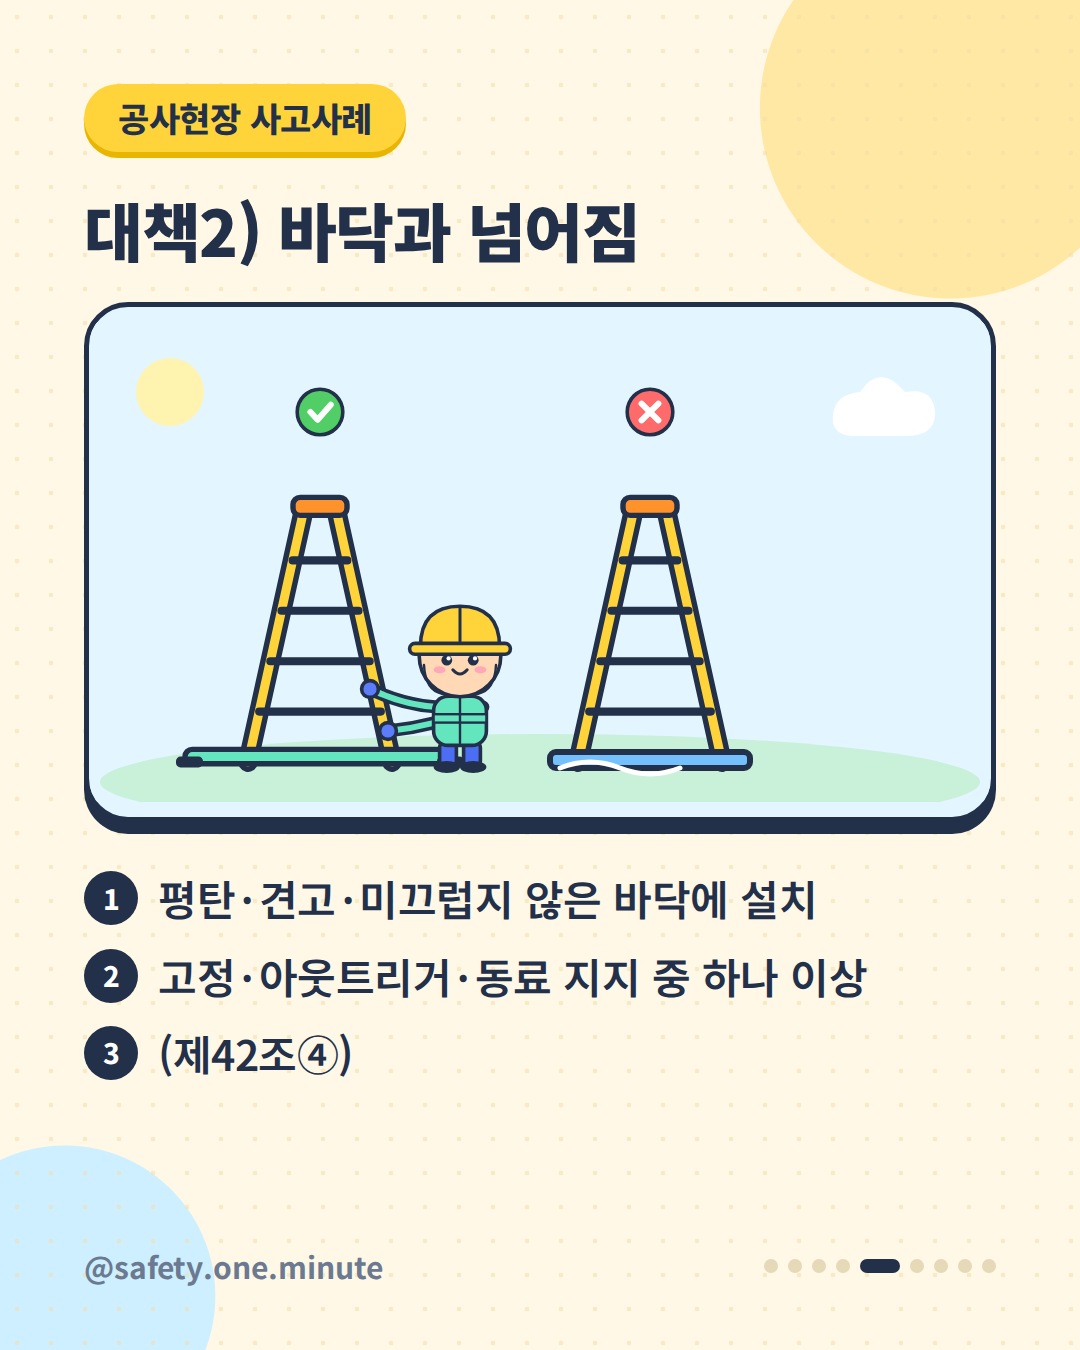 공사현장 사고사례
대책2) 바닥과 넘어짐
1 평탄·견고·미끄럽지 않은 바닥에 설치
2 고정·아웃트리거·동료 지지 중 하나 이상
3 (제42조④)
@safety.one.minute